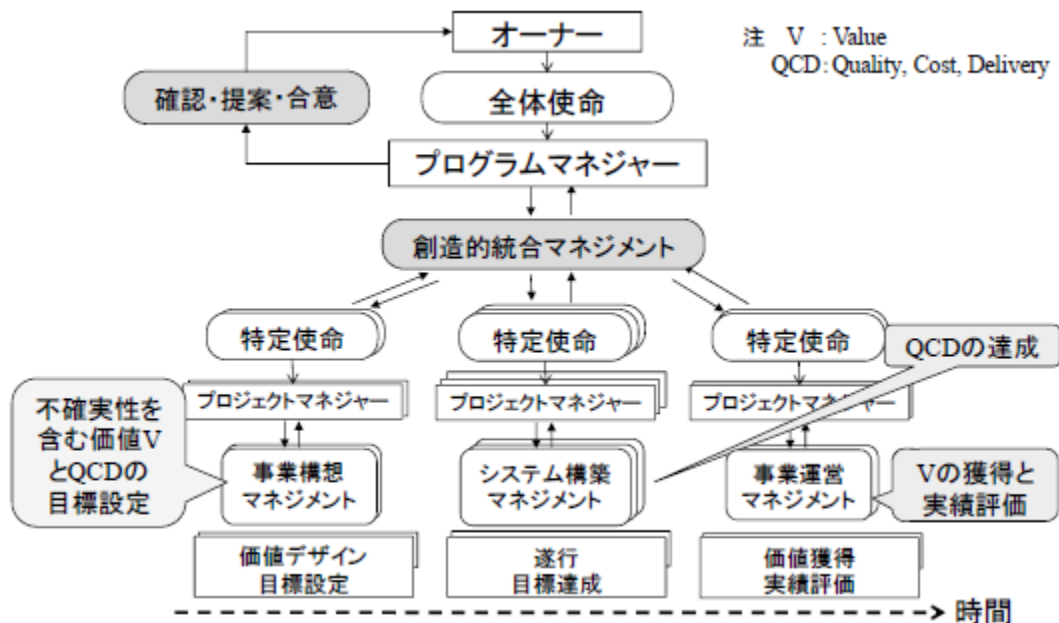 オーナー
注 V : Value
QCD : Quality, Cost, Delivery
確認・提案・合意
全体使命
プログラムマネジャー
創造的統合マネジメント
特定使命
特定使命
特定使命
QCDの達成
プロジェクトマネジャー
プロジェクトマネジャー
プロジェクトマネジャー
不確実性を
含む価値V
とQCDの
目標設定
事業構想
マネジメント
システム構築
マネジメント
事業運営
マネジメント
Vの獲得と
実績評価
価値デザイン
目標設定
遂行
目標達成
価値獲得
実績評価
時間